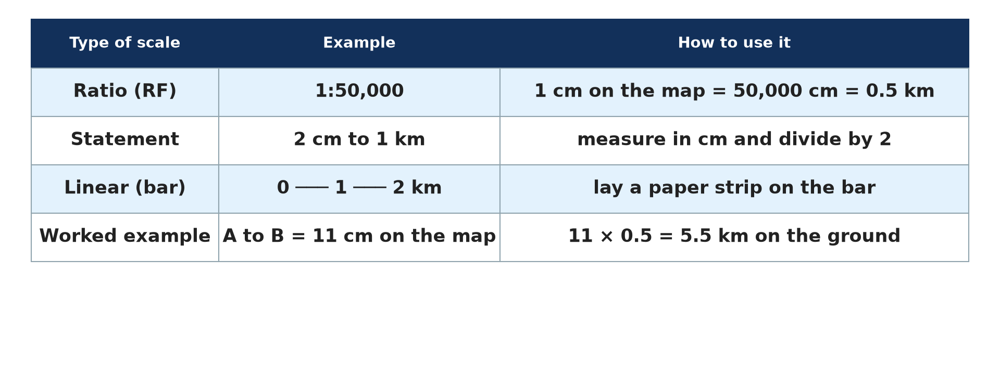 Type of scale Example How to use it
Ratio (RF) 1:50,000 1 cm on the map = 50,000 cm = 0.5 km
Statement 2 cm to 1 km measure in cm and divide by 2
Linear (bar) 0 ─── 1 ─── 2 km lay a paper strip on the bar
Worked example A to B = 11 cm on the map 11 × 0.5 = 5.5 km on the ground